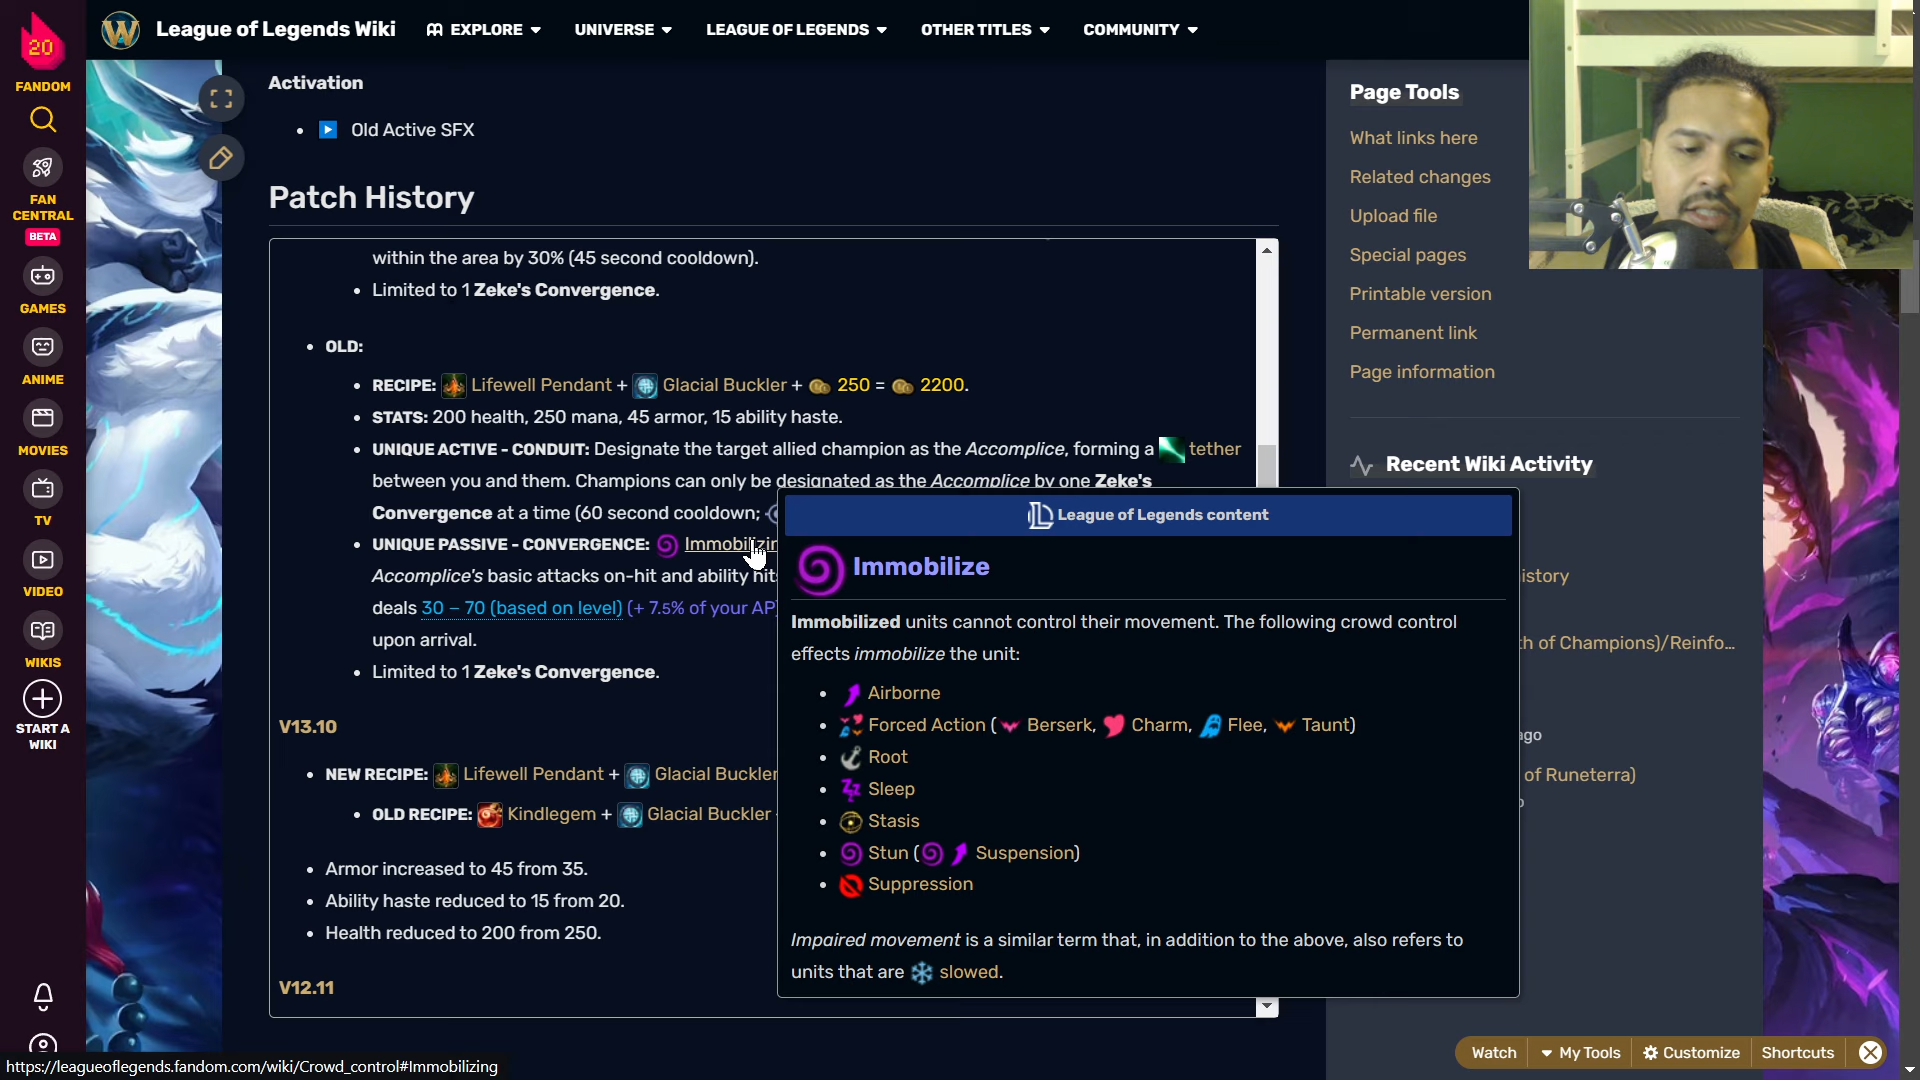 20
FANDOM
FAN
CENTRAL
BETA
GAMES
ANIME
MOVIES
TV
VIDEO
WIKIS
START A
WIKI
League of Legends Wiki
EXPLORE
UNIVERSE
LEAGUE OF LEGENDS
OTHER TITLES
COMMUNITY
Activation
Old Active SFX
Patch History
within the area by 30% (45 second cooldown).
Limited to 1 Zeke's Convergence.
OLD:
RECIPE: Lifewell Pendant + Glacial Buckler + 250 = 2200.
STATS: 200 health, 250 mana, 45 armor, 15 ability haste.
UNIQUE ACTIVE - CONDUIT: Designate the target allied champion as the Accomplice, forming a tether
between you and them. Champions can only be designated as the Accomplice by one Zeke's
Convergence at a time (60 second cooldown;
UNIQUE PASSIVE - CONVERGENCE:
Accomplice's basic attacks on-hit and ability
deals 30 – 70 (based on level) (+ 7.5% of your AP)
upon arrival.
Limited to 1 Zeke's Convergence.
V13.10
NEW RECIPE: Lifewell Pendant + Glacial Buckler
OLD RECIPE: Kindlegem + Glacial Buckler
Armor increased to 45 from 35.
Ability haste reduced to 15 from 20.
Health reduced to 200 from 250.
V12.11
League of Legends content
Immobilize
Immobilized units cannot control their movement. The following crowd control
effects immobilize the unit:
Airborne
Forced Action ( Berserk, Charm, Flee, Taunt)
Root
Sleep
Stasis
Stun ( Suspension)
Suppression
Impaired movement is a similar term that, in addition to the above, also refers to
units that are slowed.
Page Tools
What links here
Related changes
Upload file
Special pages
Printable version
Permanent link
Page information
Recent Wiki Activity
istory
th of Champions)/Reinfo...
ago
of Runeterra)
Watch
My Tools
Customize
Shortcuts
https://leagueoflegends.fandom.com/wiki/Crowd_control#Immobilizing